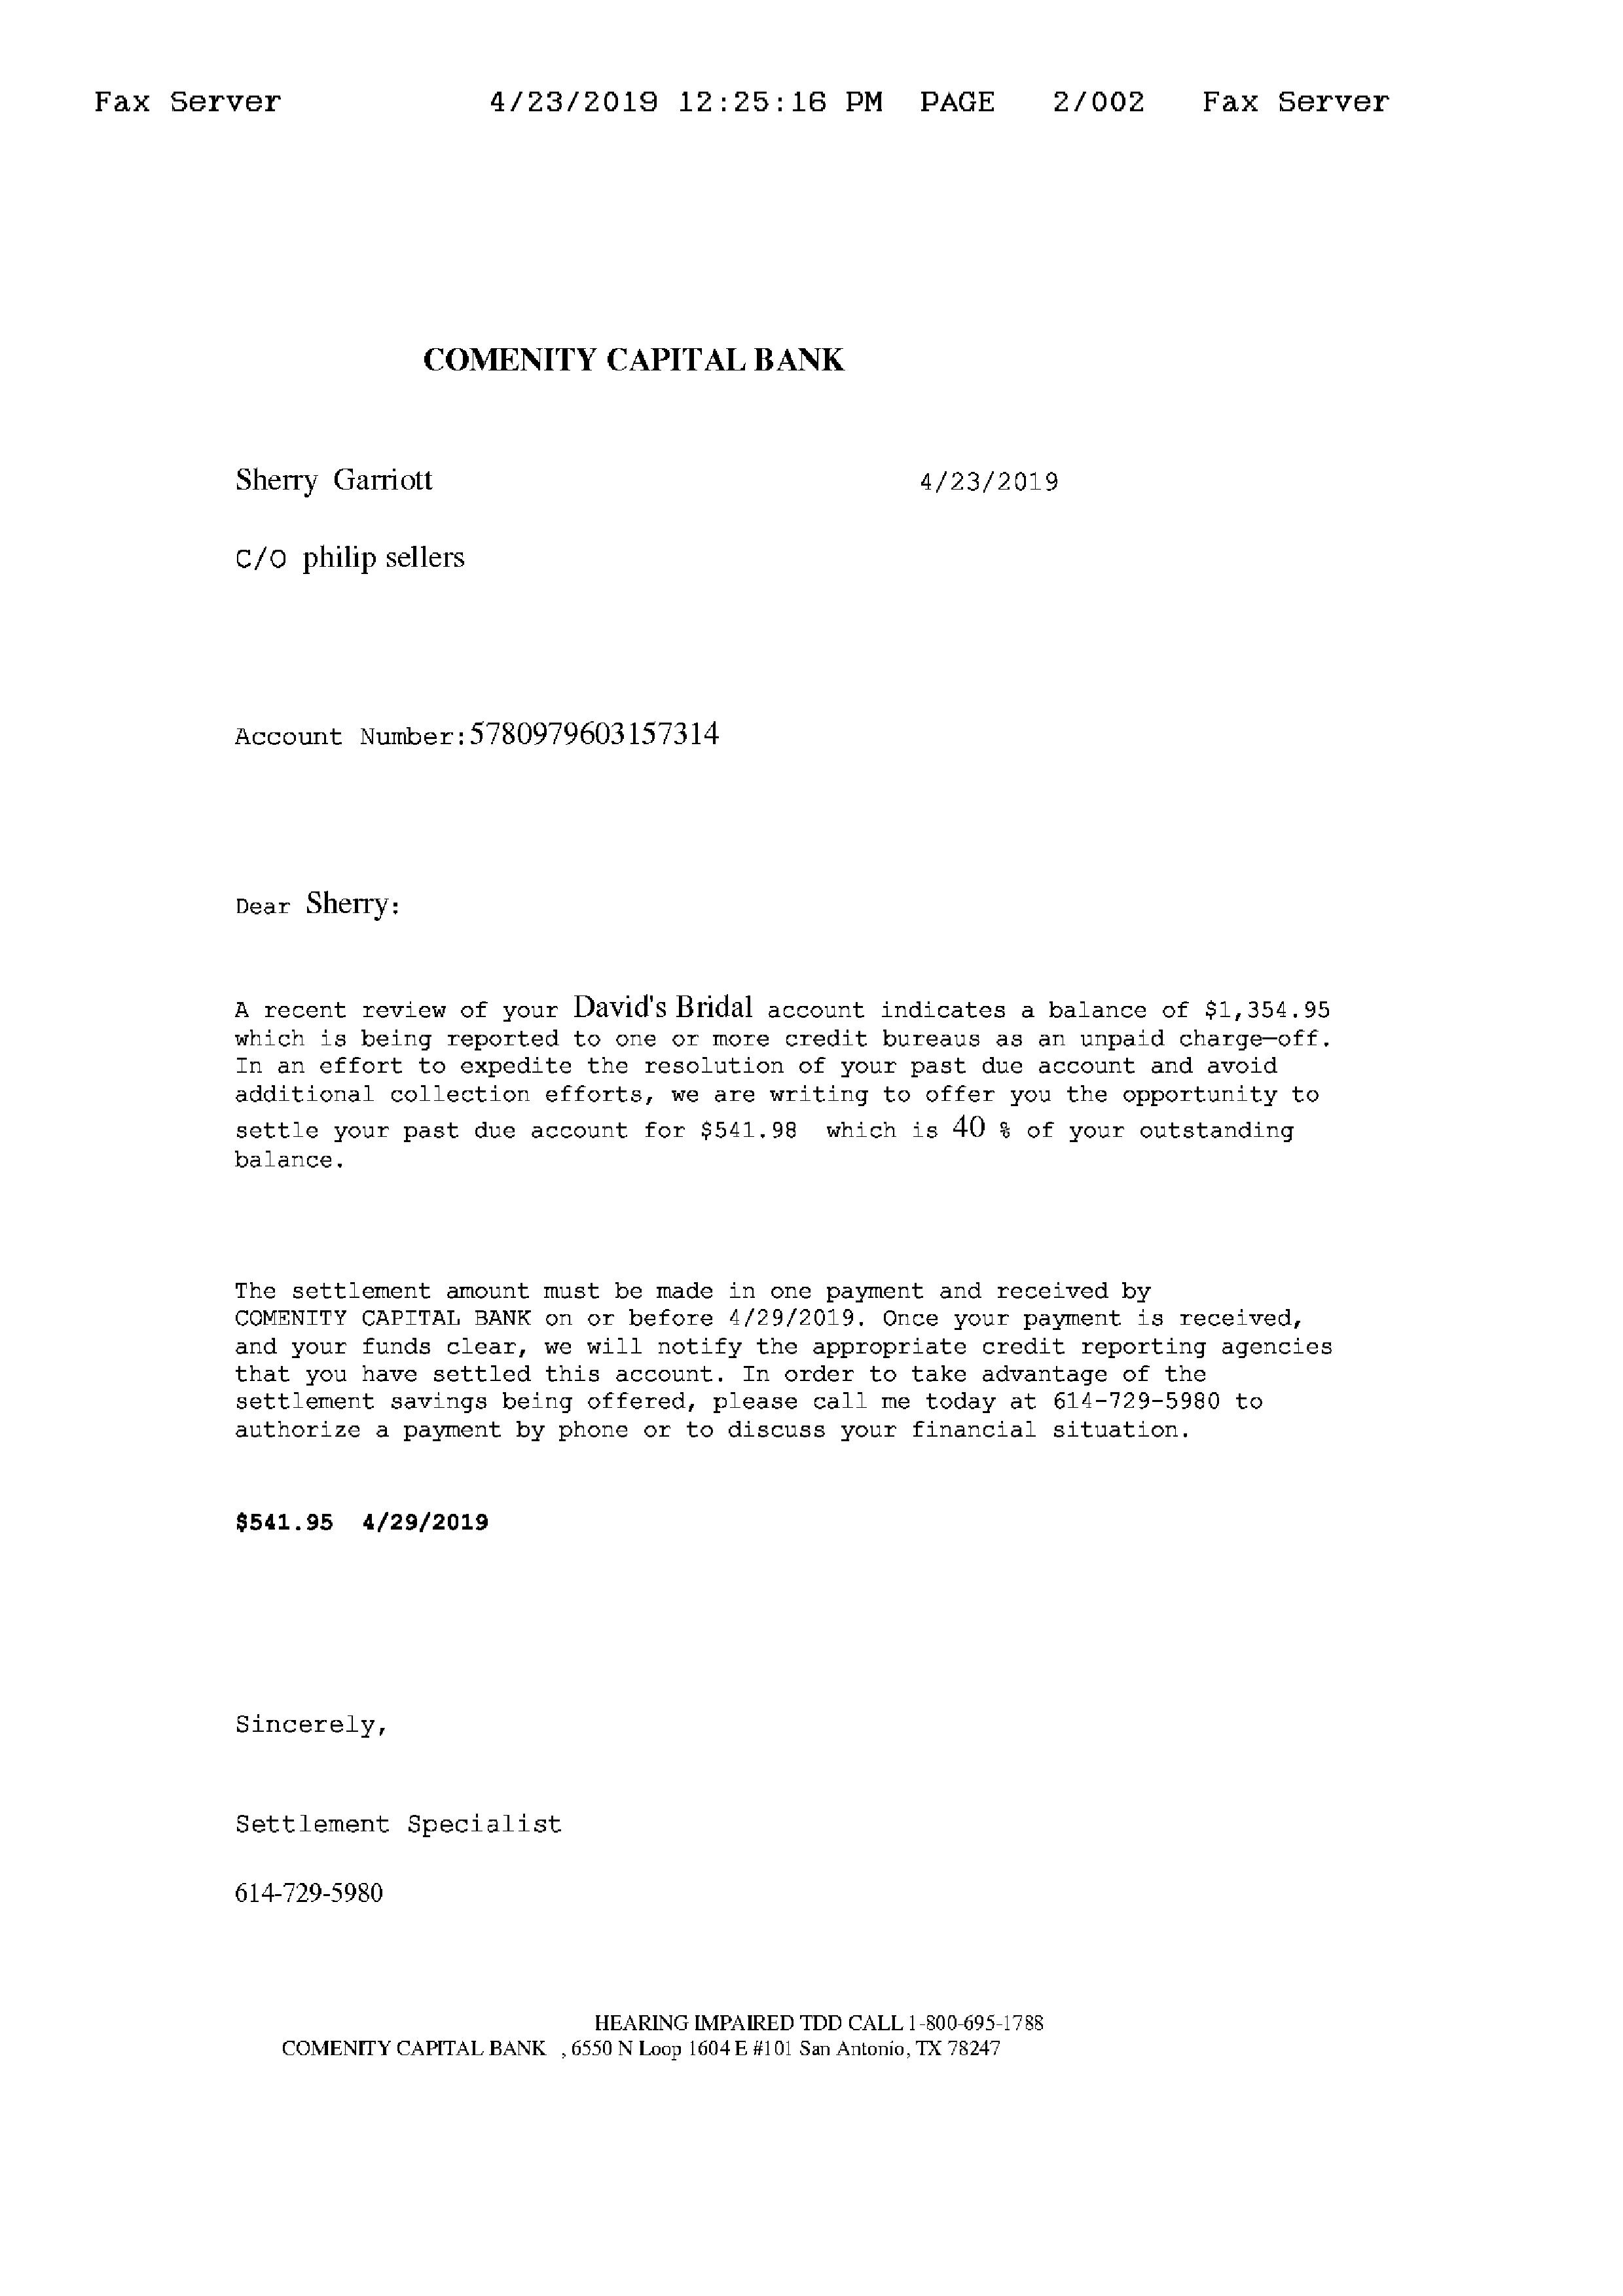 Fax Server 4/23/2019 12:25:16 PM PAGE 2/002 Fax Server
COMENITY CAPITAL BANK
Sherry Garriott 4/23/2019
C/O philip sellers
Account Number:5780979603157314
Dear Sherry:
A recent review of your David's Bridal account indicates a balance of $1,354.95
which is being reported to one or more credit bureaus as an unpaid charge-off.
In an effort to expedite the resolution of your past due account and avoid
additional collection efforts, we are writing to offer you the opportunity to
settle your past due account for $541.98 which is 40 % of your outstanding
balance.
The settlement amount must be made in one payment and received by
COMENITY CAPITAL BANK on or before 4/29/2019. Once your payment is received,
and your funds clear, we will notify the appropriate credit reporting agencies
that you have settled this account. In order to take advantage of the
settlement savings being offered, please call me today at 614-729-5980 to
authorize a payment by phone or to discuss your financial situation.
$541.95 4/29/2019
Sincerely,
Settlement Specialist
614-729-5980
HEARING IMPAIRED TDD CALL 1-800-695-1788
COMENITY CAPITAL BANK , 6550 N Loop 1604 E #101 San Antonio, TX 78247